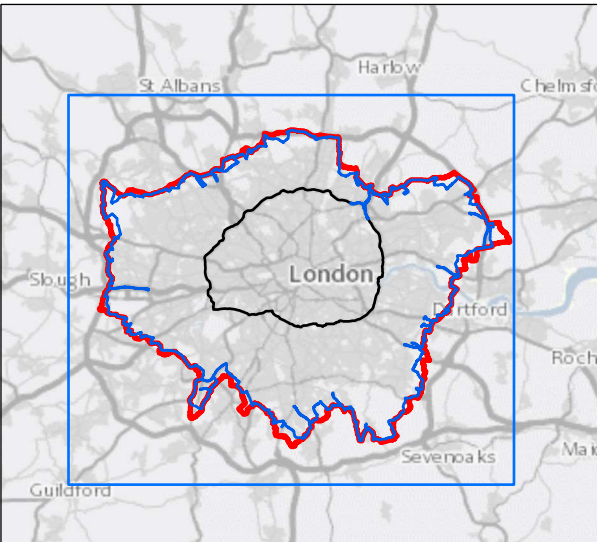 Harlow
St Albans
Chelmsfo
London
Slough
Dartford
Roch
Sevenoaks
Mai
Guildford